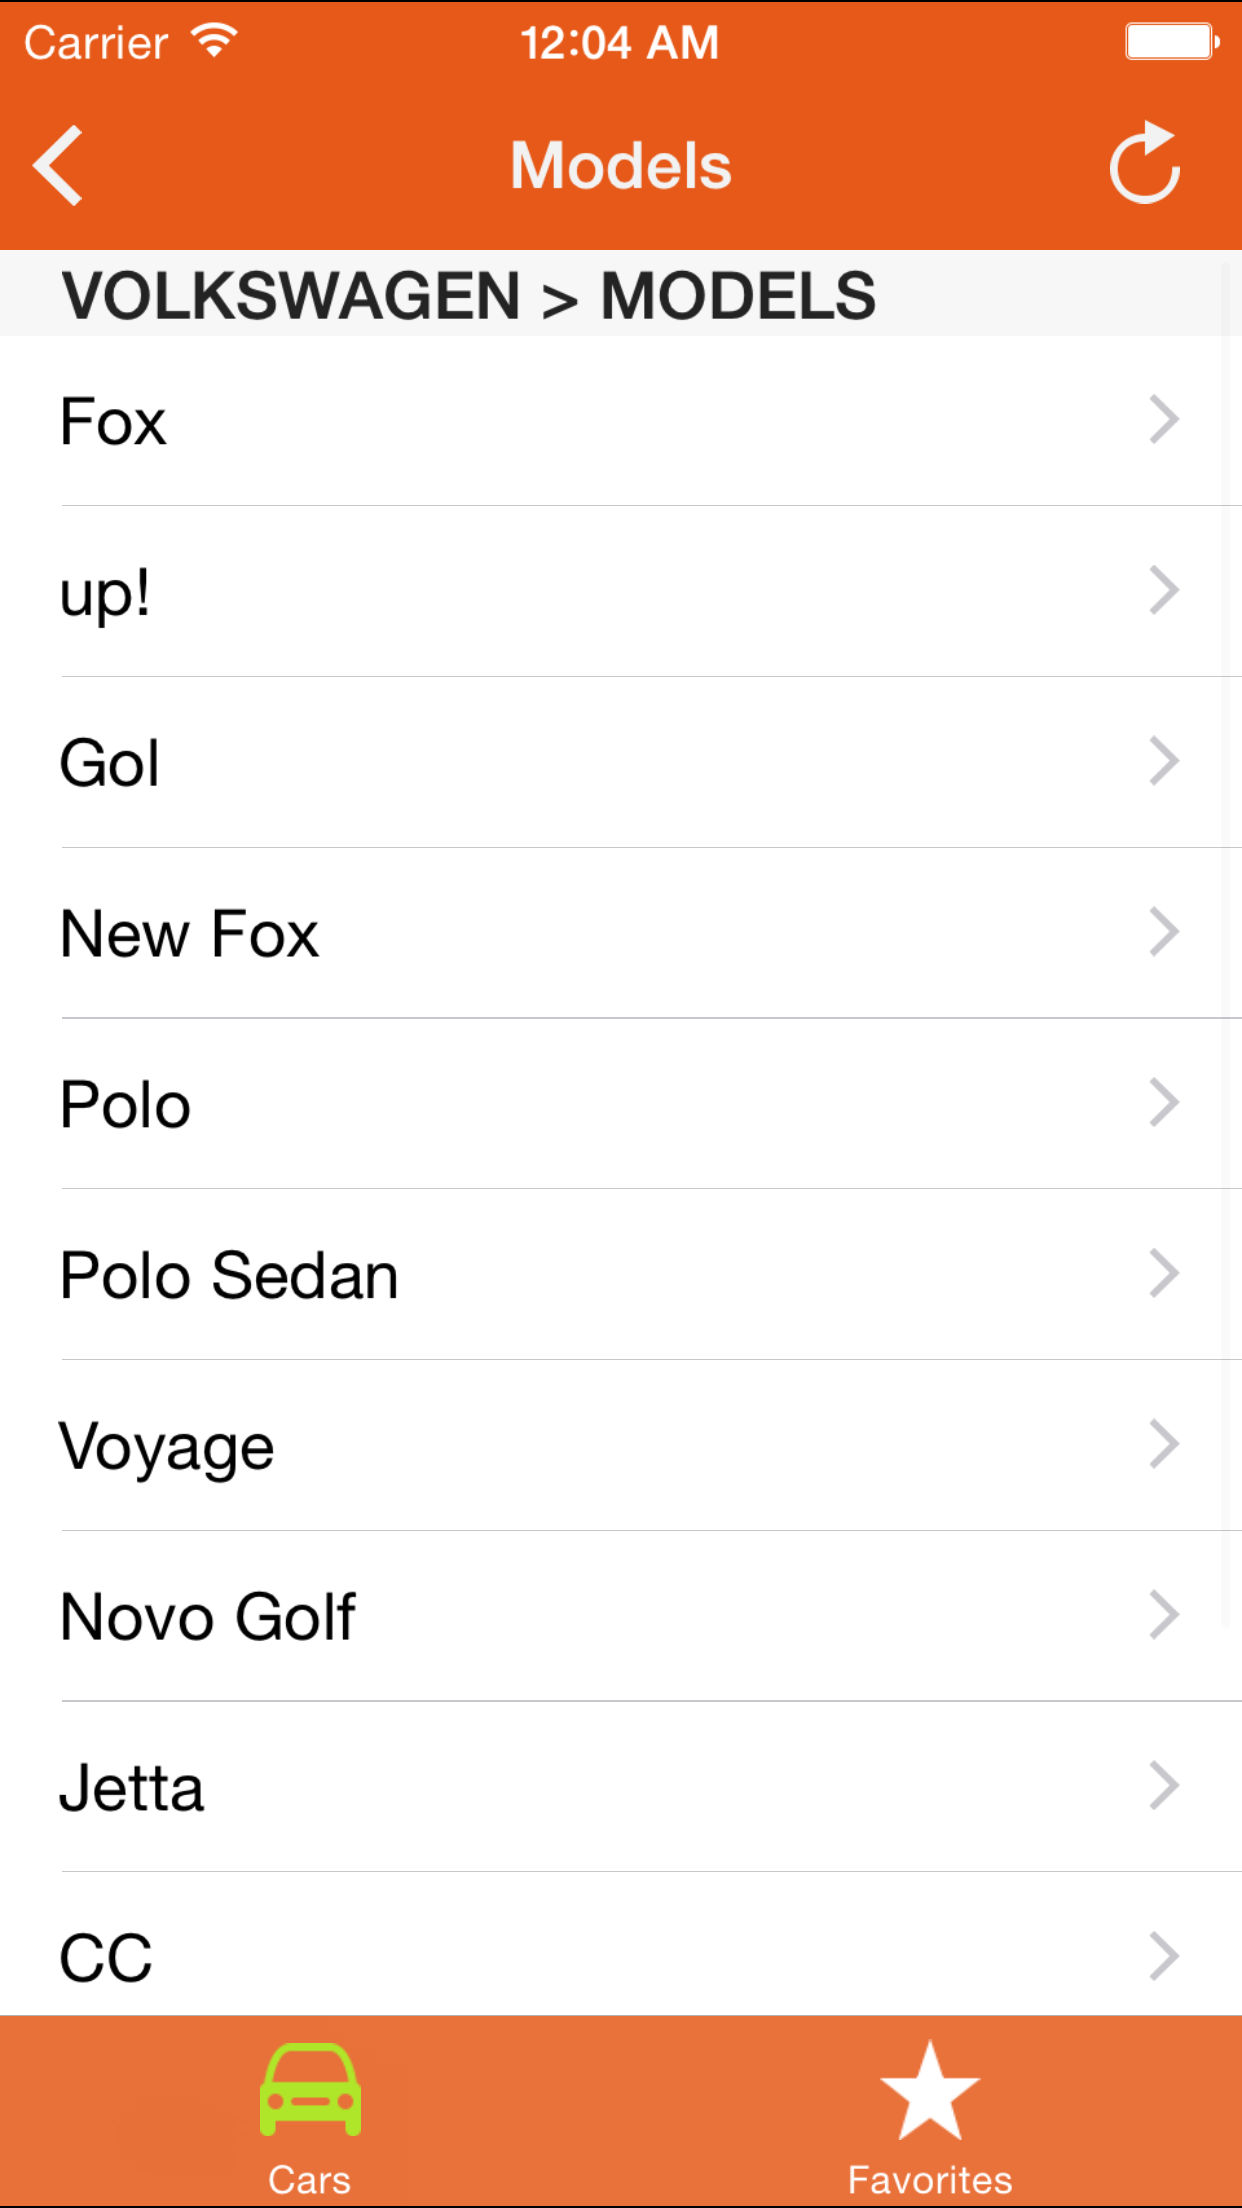 Carrier 12:04 AM
Models
VOLKSWAGEN > MODELS
Fox
up!
Gol
New Fox
Polo
Polo Sedan
Voyage
Novo Golf
Jetta
CC
Cars Favorites